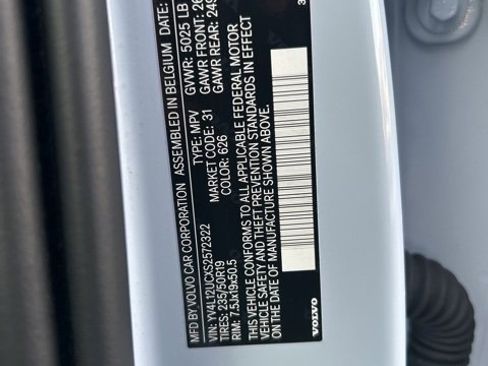 MFD BY VOLVO CAR CORPORATION ASSEMBLED IN BELGIUM DATE:
GVWR: 5025 LB
GAWR FRONT: 26
GAWR REAR: 249
VIN: YV4L12UCXS2572322 TYPE: MPV
TIRES: 235/50R19 MARKET CODE: 31
RIM: 7.5Jx19x50.5 COLOR: 626
THIS VEHICLE CONFORMS TO ALL APPLICABLE FEDERAL MOTOR
VEHICLE SAFETY AND THEFT PREVENTION STANDARDS IN EFFECT
ON THE DATE OF MANUFACTURE SHOWN ABOVE.
VOLVO